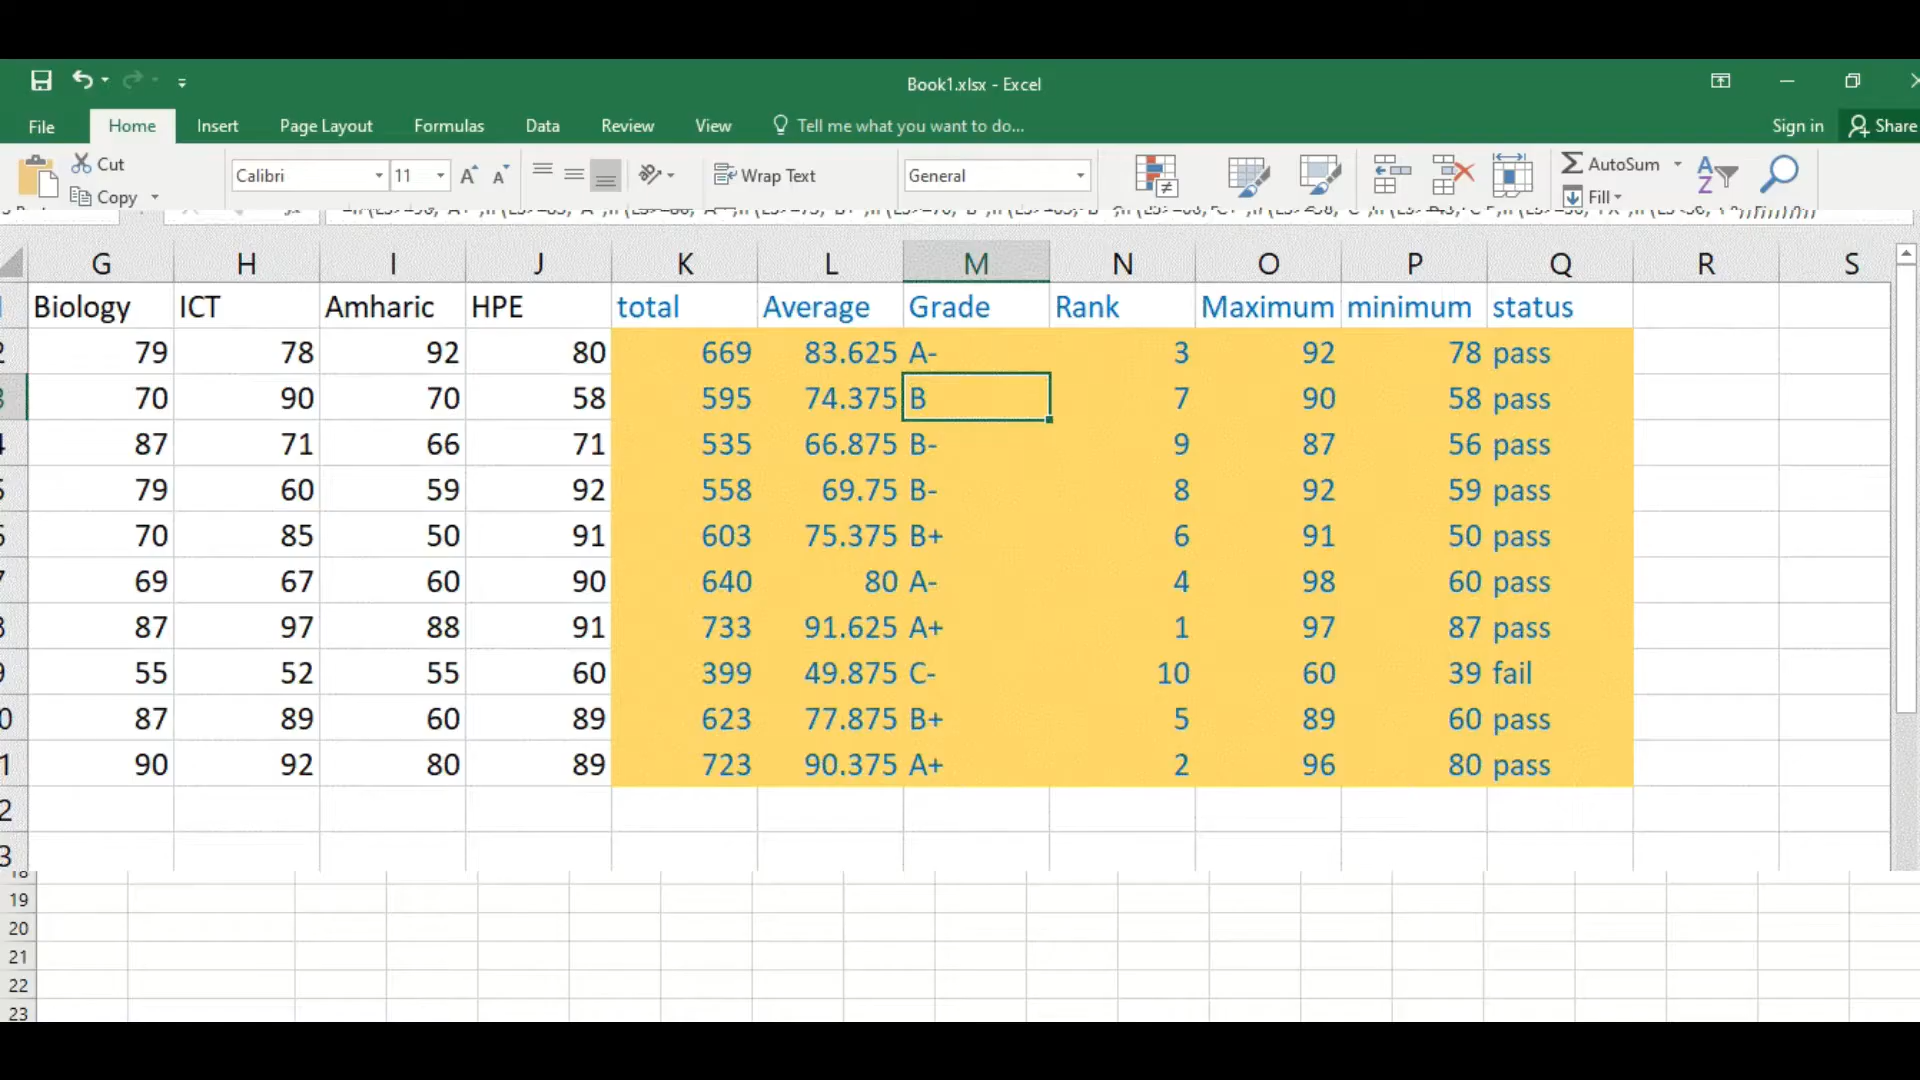 Book1.xlsx - Excel
File Home Insert Page Layout Formulas Data Review View Tell me what you want to do... Sign in Share
Cut
Copy
Calibri 11 Wrap Text General AutoSum
Fill
G H I J K L M N O P Q R S
Biology ICT Amharic HPE total Average Grade Rank Maximum minimum status
79 78 92 80 669 83.625 A- 3 92 78 pass
70 90 70 58 595 74.375 B 7 90 58 pass
87 71 66 71 535 66.875 B- 9 87 56 pass
79 60 59 92 558 69.75 B- 8 92 59 pass
70 85 50 91 603 75.375 B+ 6 91 50 pass
69 67 60 90 640 80 A- 4 98 60 pass
87 97 88 91 733 91.625 A+ 1 97 87 pass
55 52 55 60 399 49.875 C- 10 60 39 fail
87 89 60 89 623 77.875 B+ 5 89 60 pass
90 92 80 89 723 90.375 A+ 2 96 80 pass
18
19
20
21
22
23